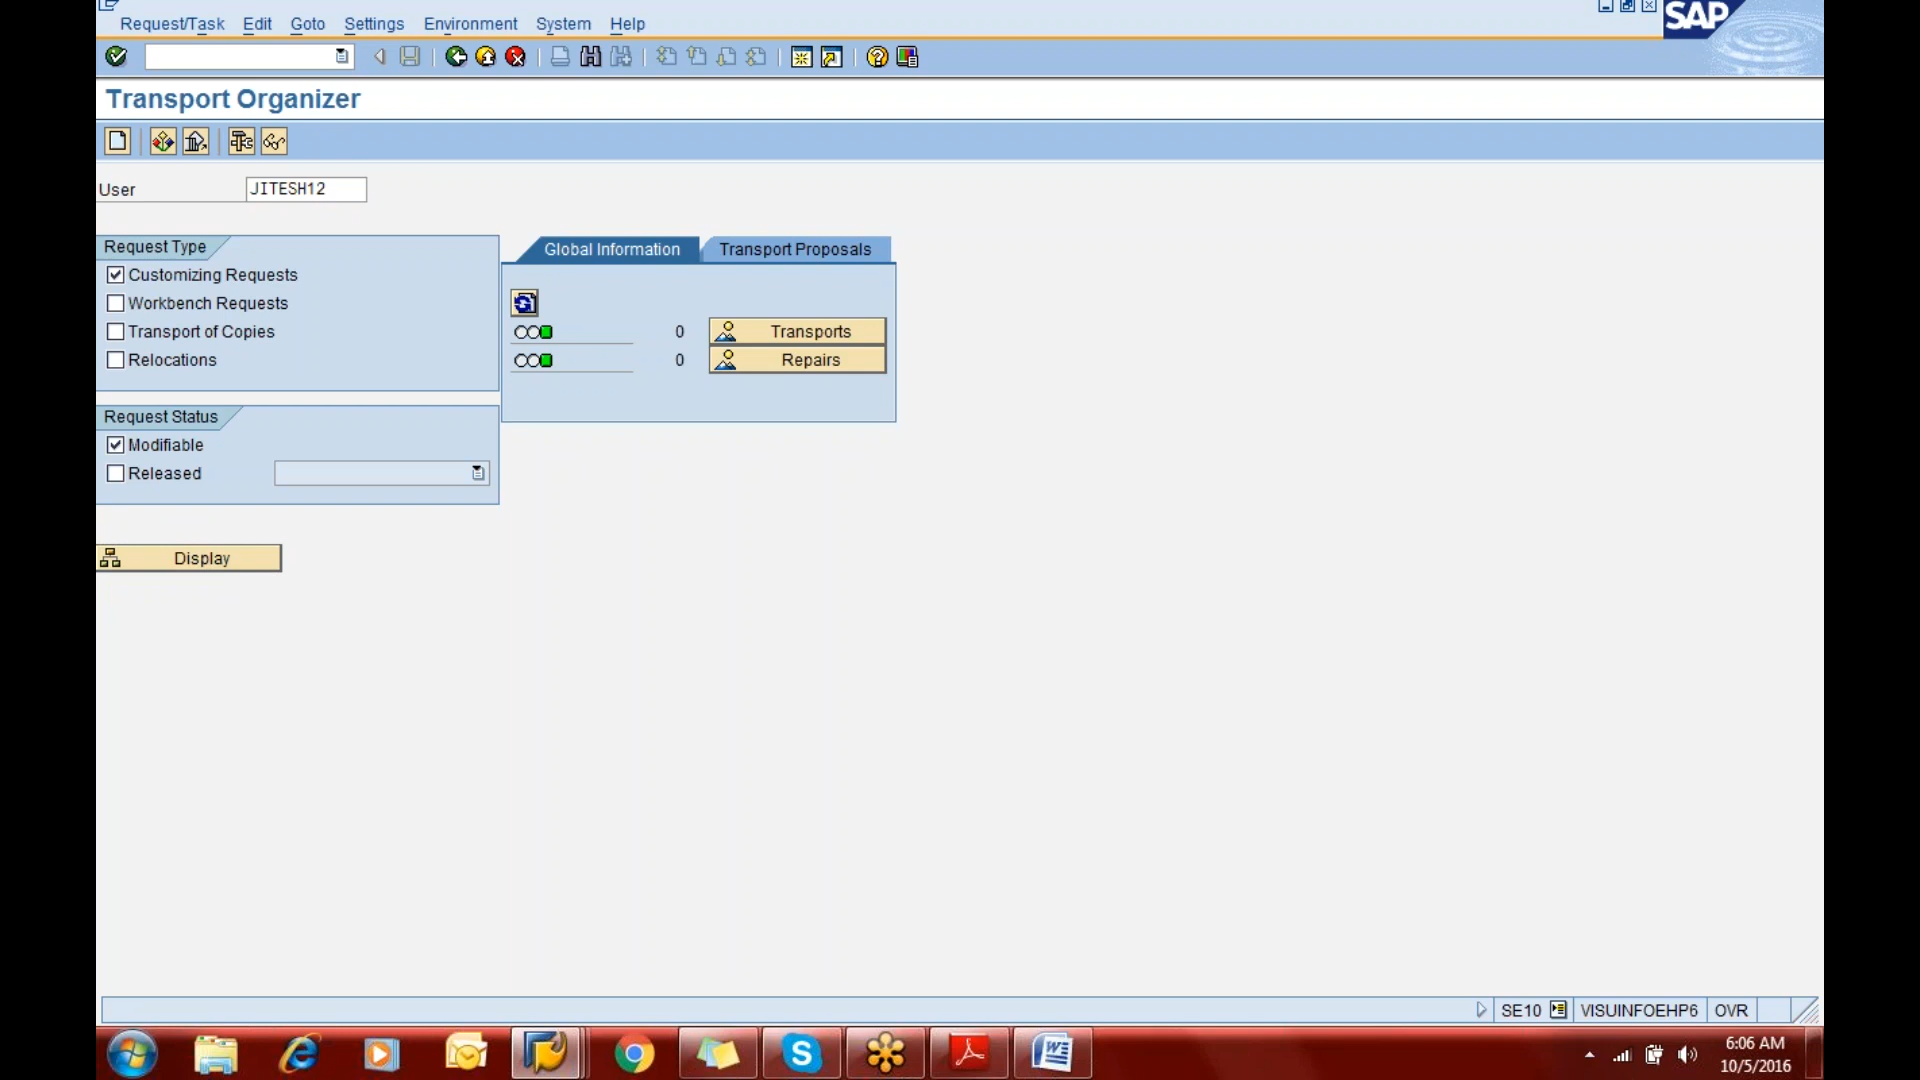 Request/Task Edit Goto Settings Environment System Help
SAP
Transport Organizer
User JITESH12
Request Type
Customizing Requests
Workbench Requests
Transport of Copies
Relocations
Global Information Transport Proposals
0 Transports
0 Repairs
Request Status
Modifiable
Released
Display
SE10 VISUINFOEHP6 OVR
6:06 AM
10/5/2016